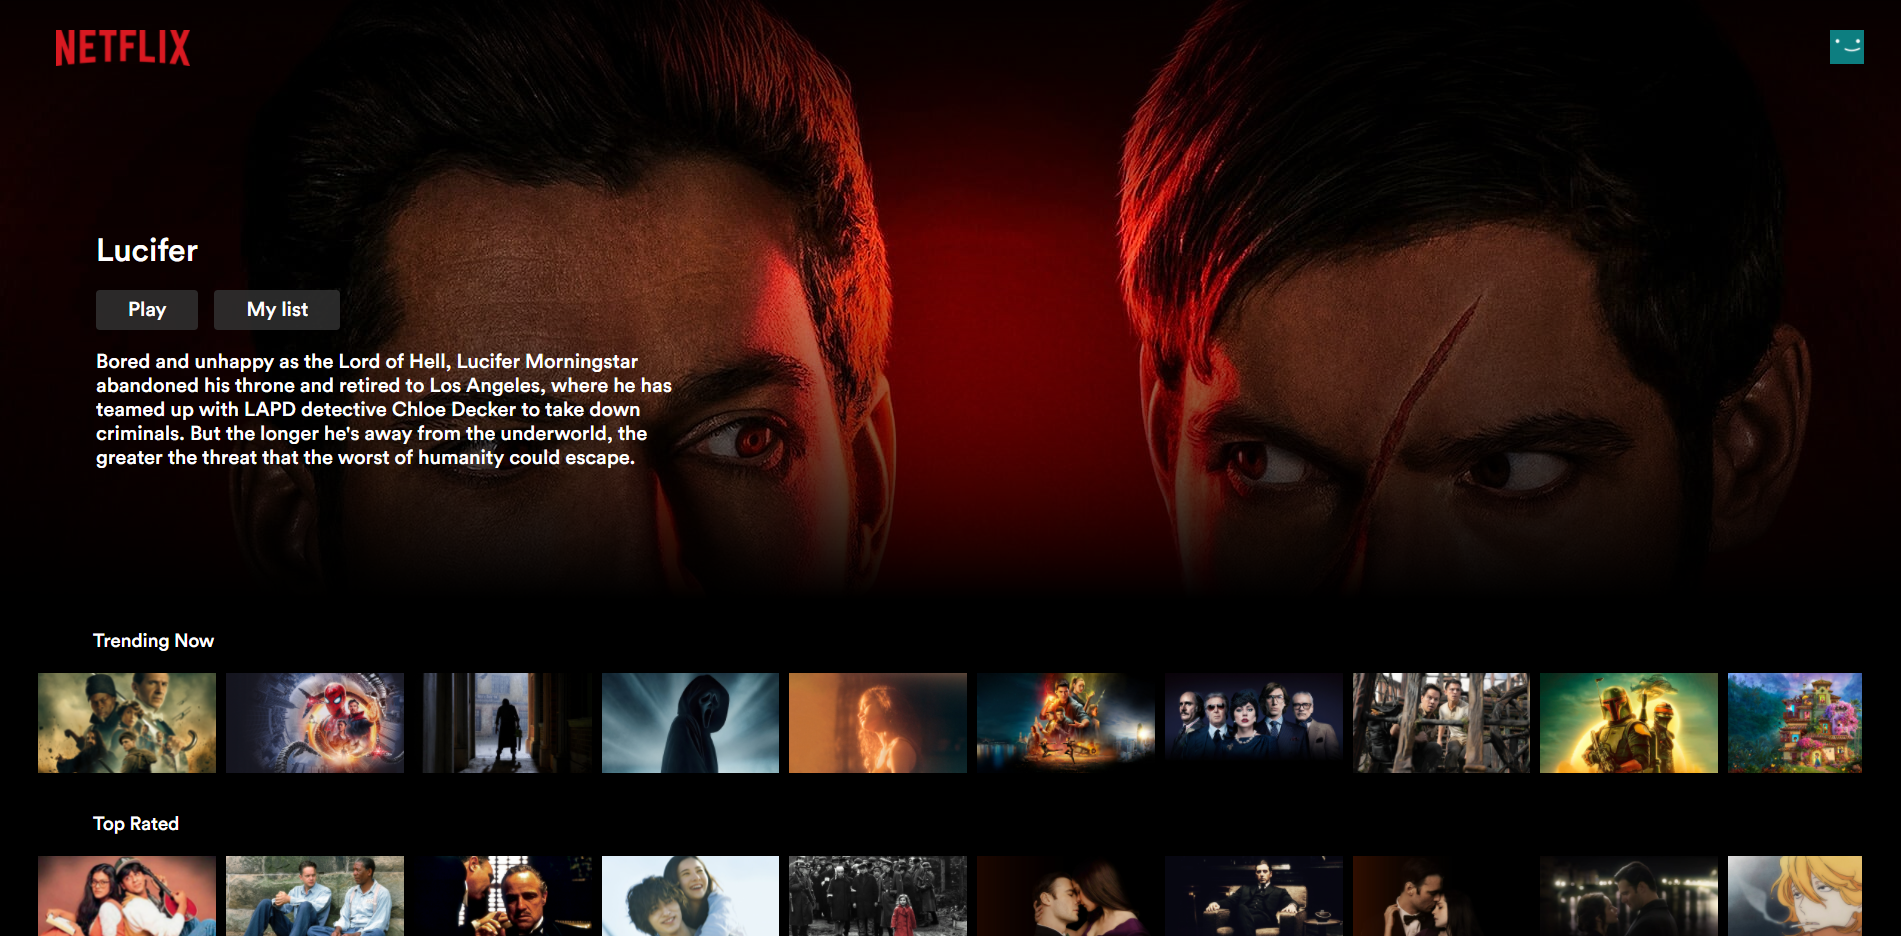 NETFLIX
Lucifer
Play
My list
Bored and unhappy as the Lord of Hell, Lucifer Morningstar
abandoned his throne and retired to Los Angeles, where he has
teamed up with LAPD detective Chloe Decker to take down
criminals. But the longer he's away from the underworld, the
greater the threat that the worst of humanity could escape.
Trending Now
Top Rated